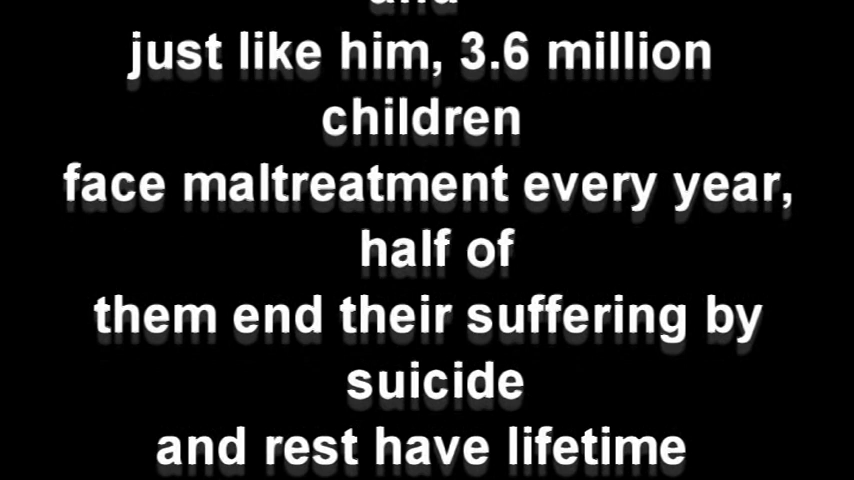 just like him, 3.6 million
children
face maltreatment every year,
half of
them end their suffering by
suicide
and rest have lifetime